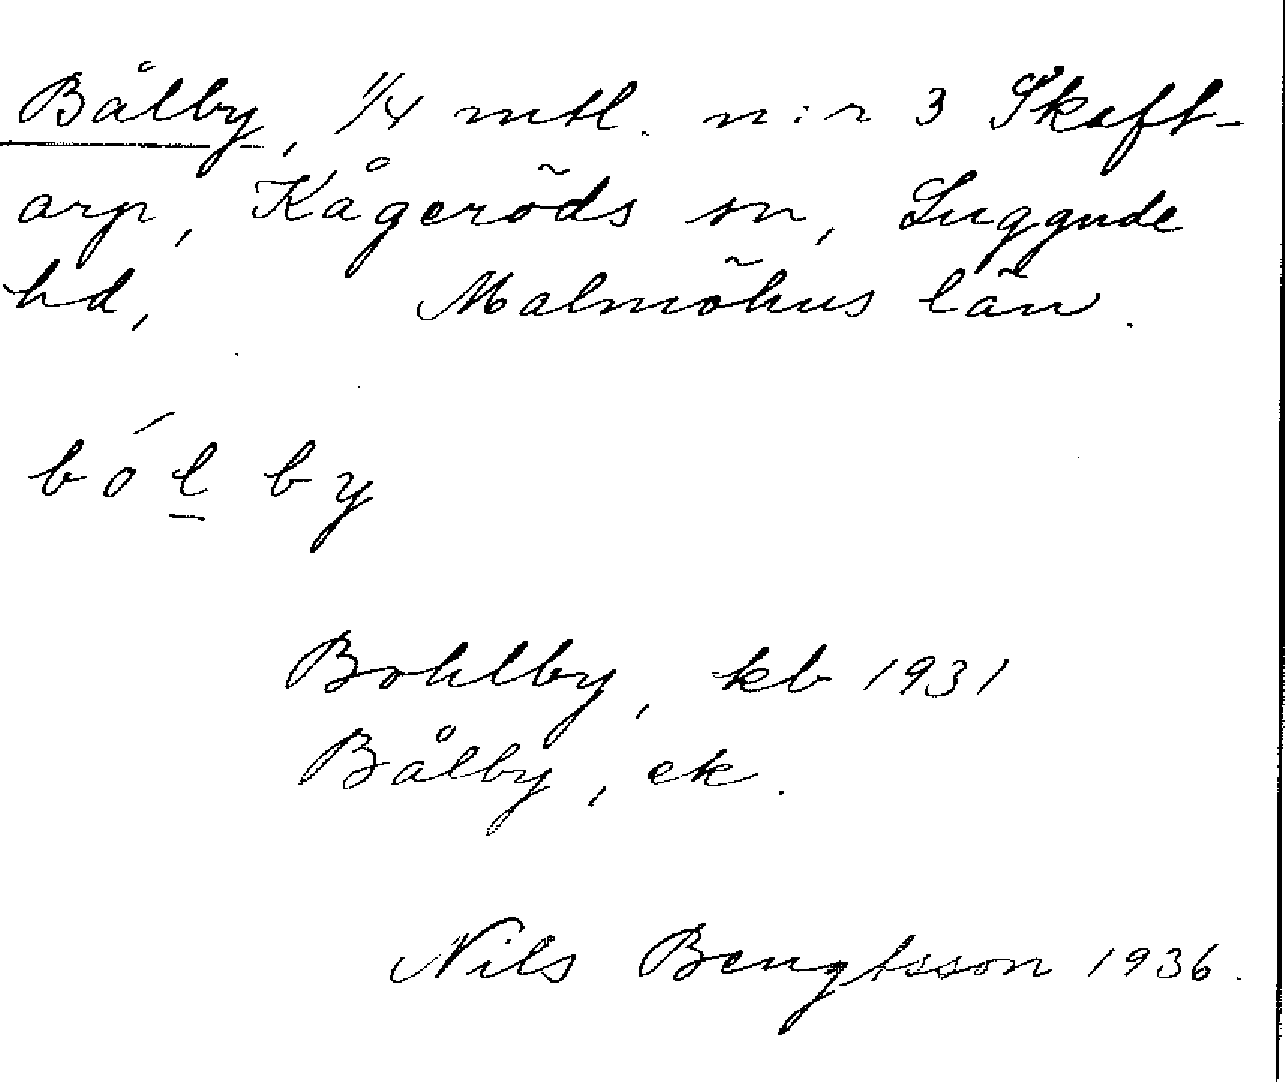 Bålby, 1/4 mtl. n:r 3 Skaft-
arp, Kågeröds sn, Luggude
hd, Malmöhus län.
bó l̲ by
Bohlby, kb 1931
Bålby, ek.
Nils Bengtsson 1936.